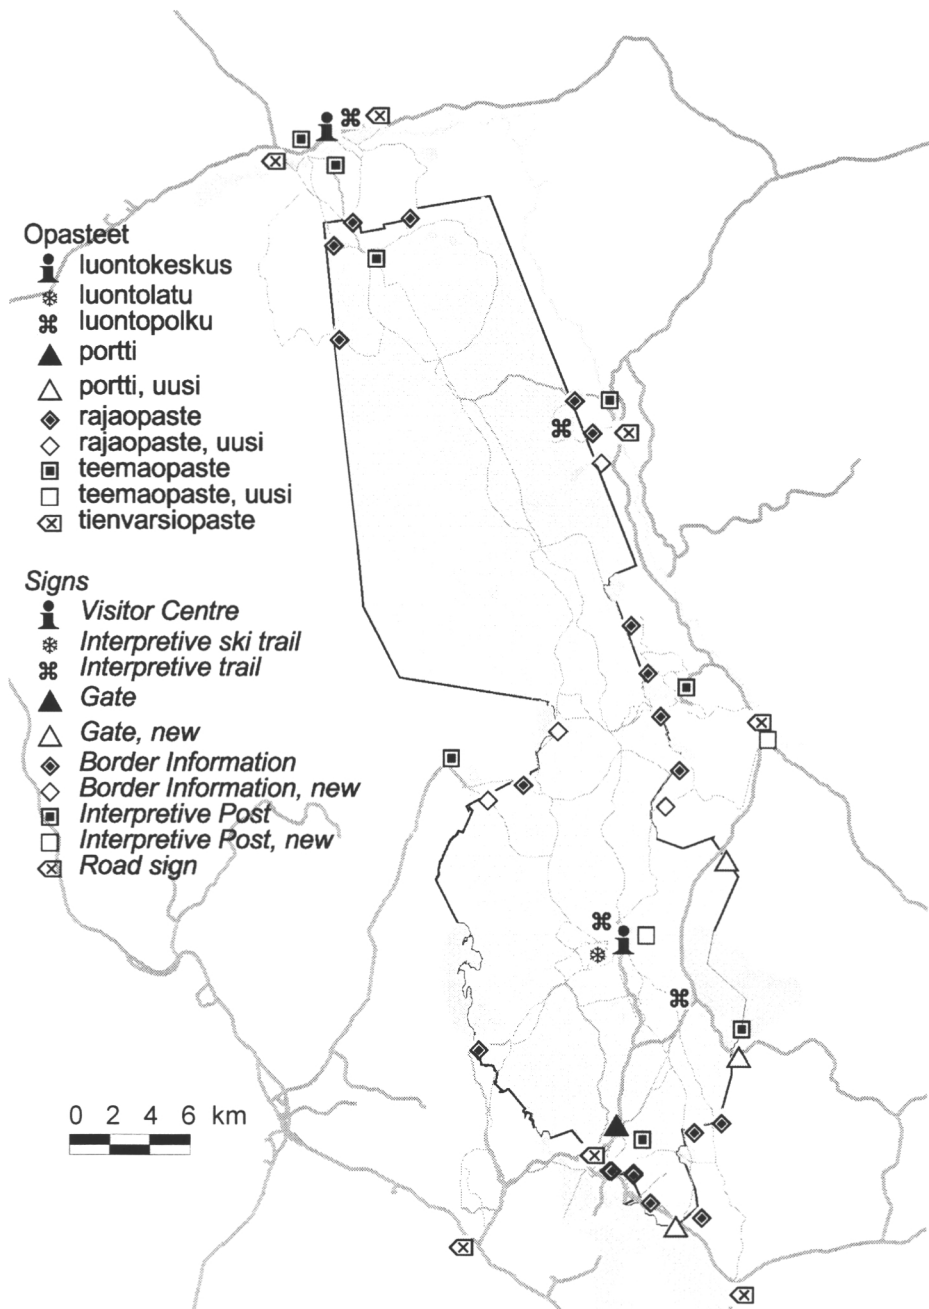 Opasteet
luontokeskus
luontolatu
luontopolku
portti
portti, uusi
rajaopaste
rajaopaste, uusi
teemaopaste
teemaopaste, uusi
tienvarsiopaste
Signs
Visitor Centre
Interpretive ski trail
Interpretive trail
Gate
Gate, new
Border Information
Border Information, new
Interpretive Post
Interpretive Post, new
Road sign
0 2 4 6 km